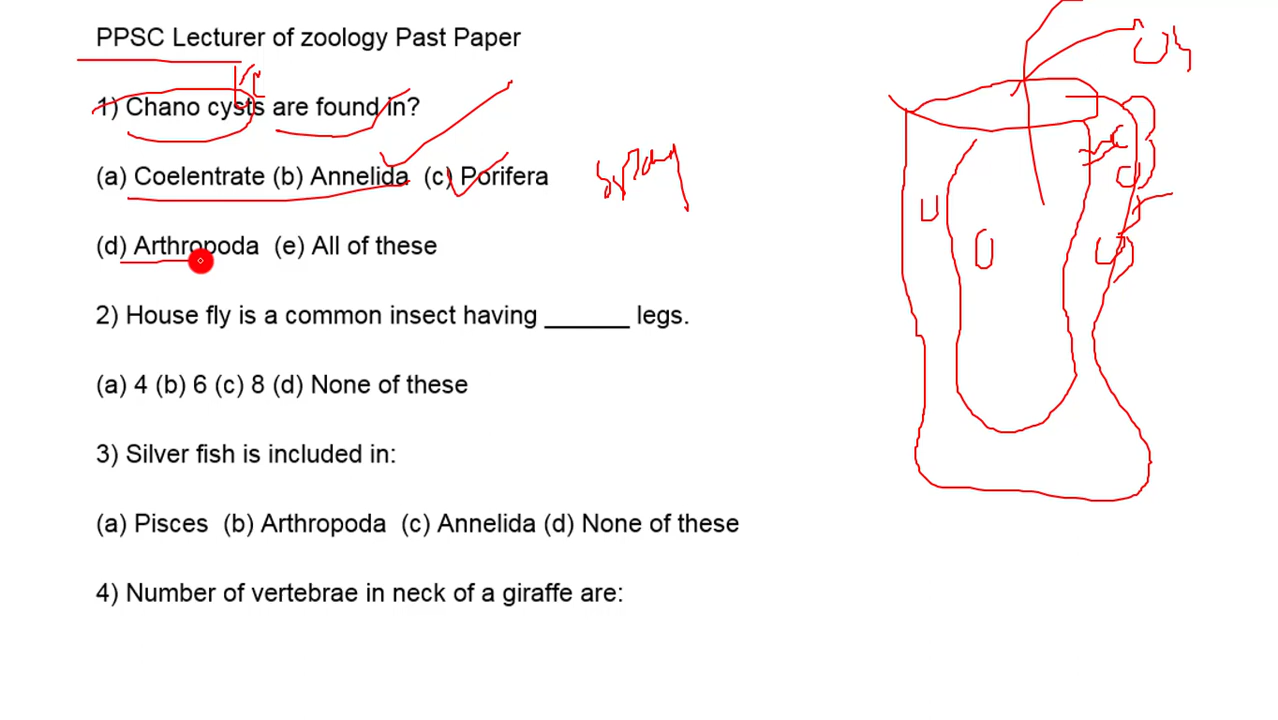 PPSC Lecturer of zoology Past Paper
1) Chano cysts are found in?
(a) Coelentrate (b) Annelida (c) Porifera
(d) Arthropoda (e) All of these
2) House fly is a common insect having ______ legs.
(a) 4 (b) 6 (c) 8 (d) None of these
3) Silver fish is included in:
(a) Pisces (b) Arthropoda (c) Annelida (d) None of these
4) Number of vertebrae in neck of a giraffe are: